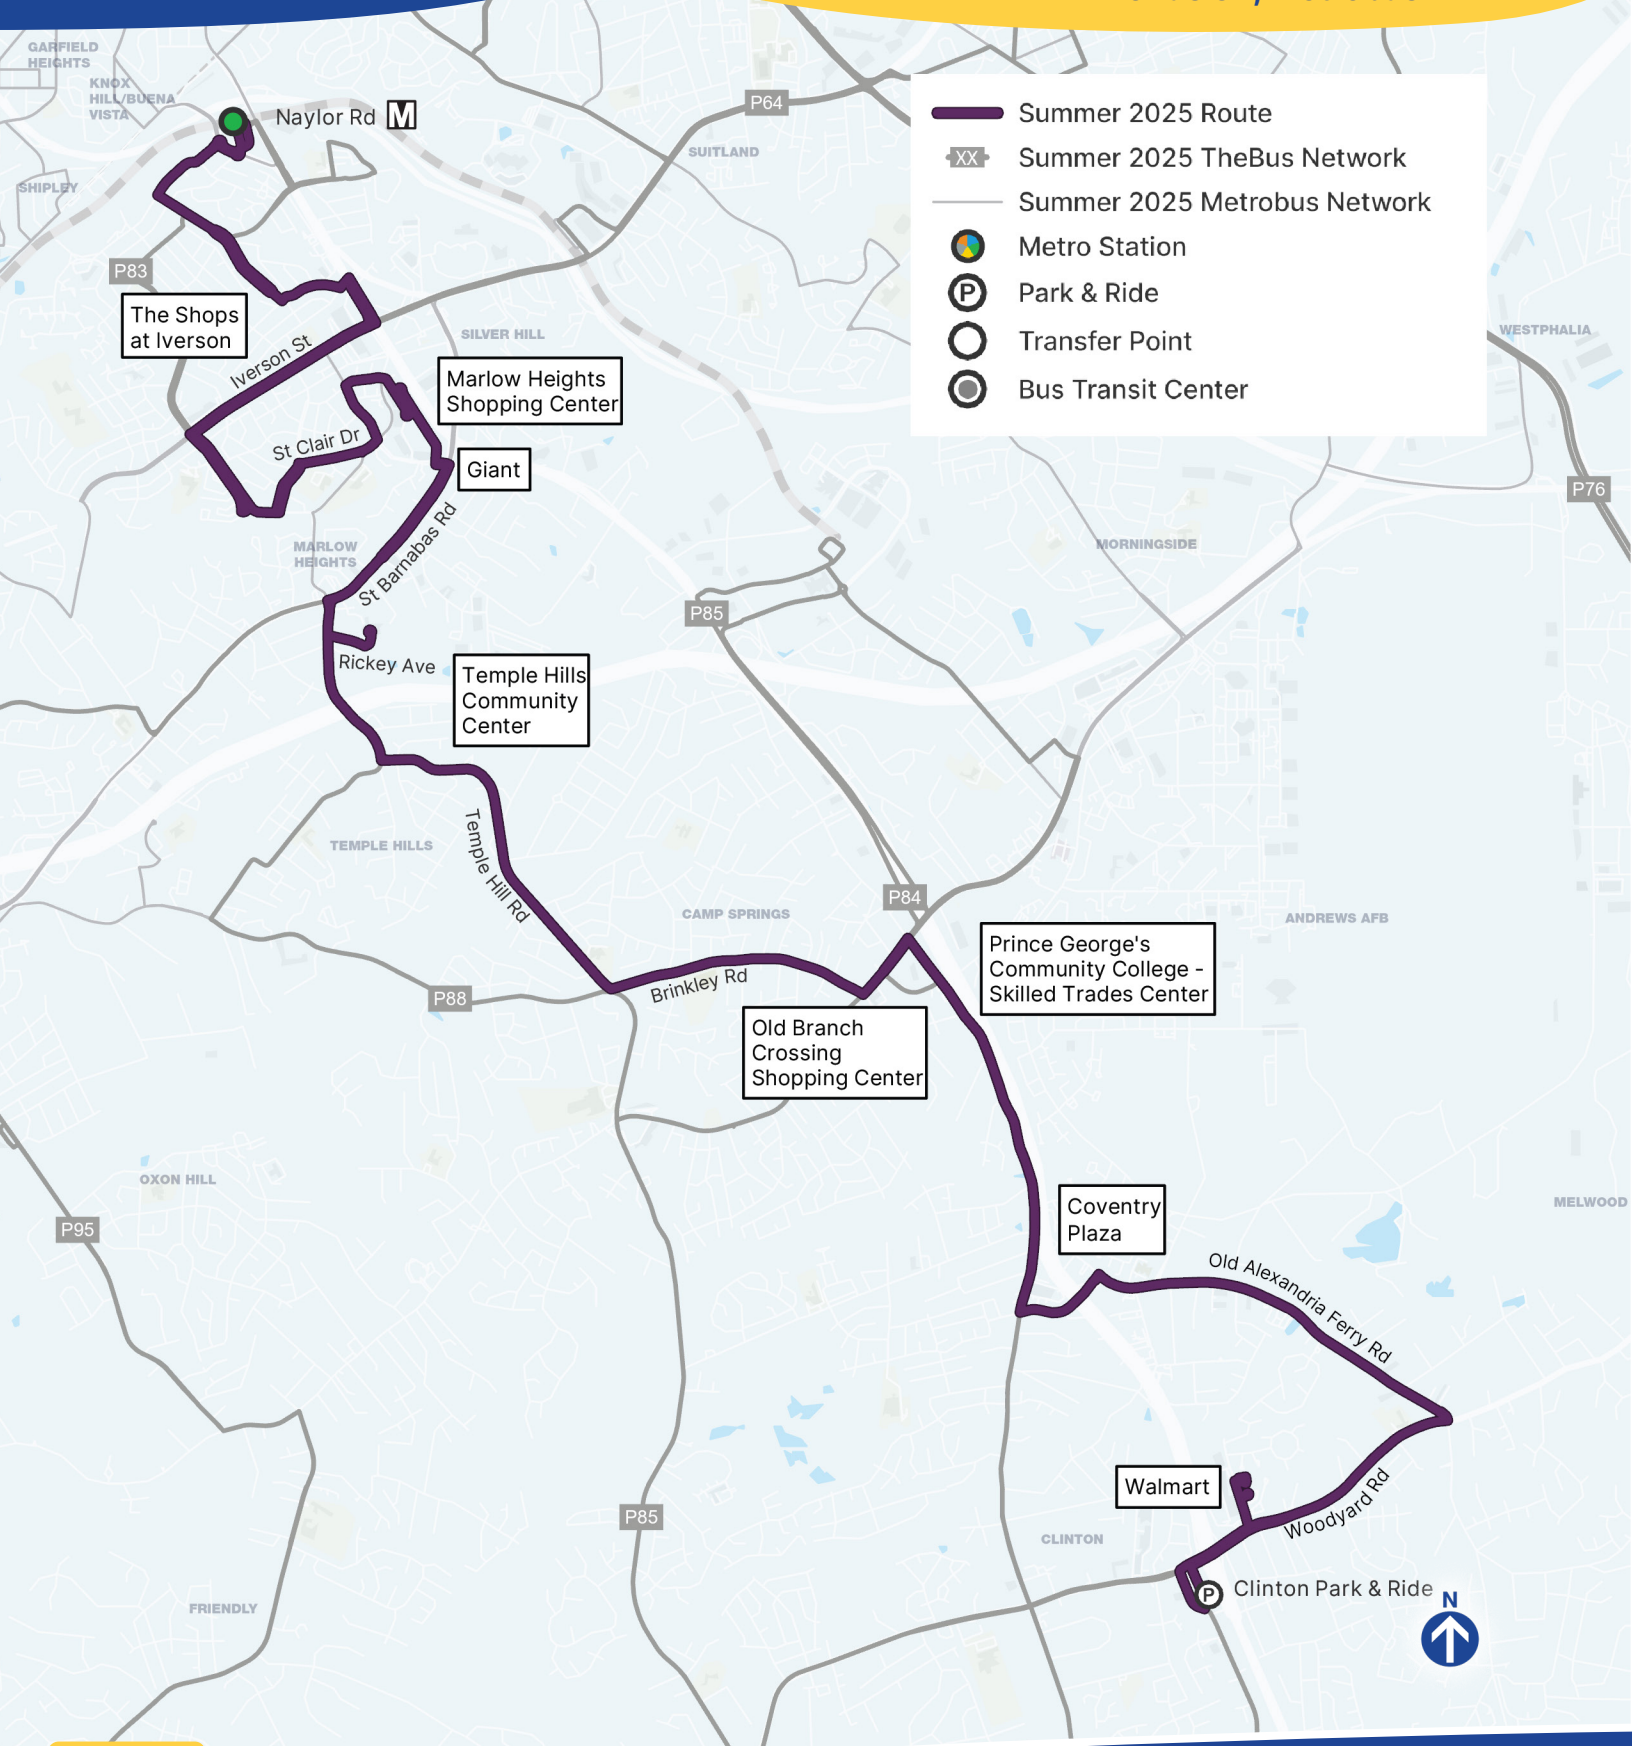 GARFIELD
HEIGHTS
KNOX
HILL/BUENA
VISTA
Naylor Rd M
P64
SUITLAND
SHIPLEY
Summer 2025 Route
XX Summer 2025 TheBus Network
Summer 2025 Metrobus Network
Metro Station
P Park & Ride
Transfer Point
Bus Transit Center
P83
The Shops
at Iverson
Iverson St
SILVER HILL
WESTPHALIA
Marlow Heights
Shopping Center
St Clair Dr
Giant
P76
St Barnabas Rd
MARLOW
HEIGHTS
MORNINGSIDE
P85
Rickey Ave
Temple Hills
Community
Center
TEMPLE HILLS
Temple Hill Rd
P84
CAMP SPRINGS
ANDREWS AFB
Prince George's
Community College -
Skilled Trades Center
Brinkley Rd
P88
Old Branch
Crossing
Shopping Center
OXON HILL
P95
MELWOOD
Coventry
Plaza
Old Alexandria Ferry Rd
Walmart
Woodyard Rd
P85
CLINTON
P Clinton Park & Ride
FRIENDLY
N